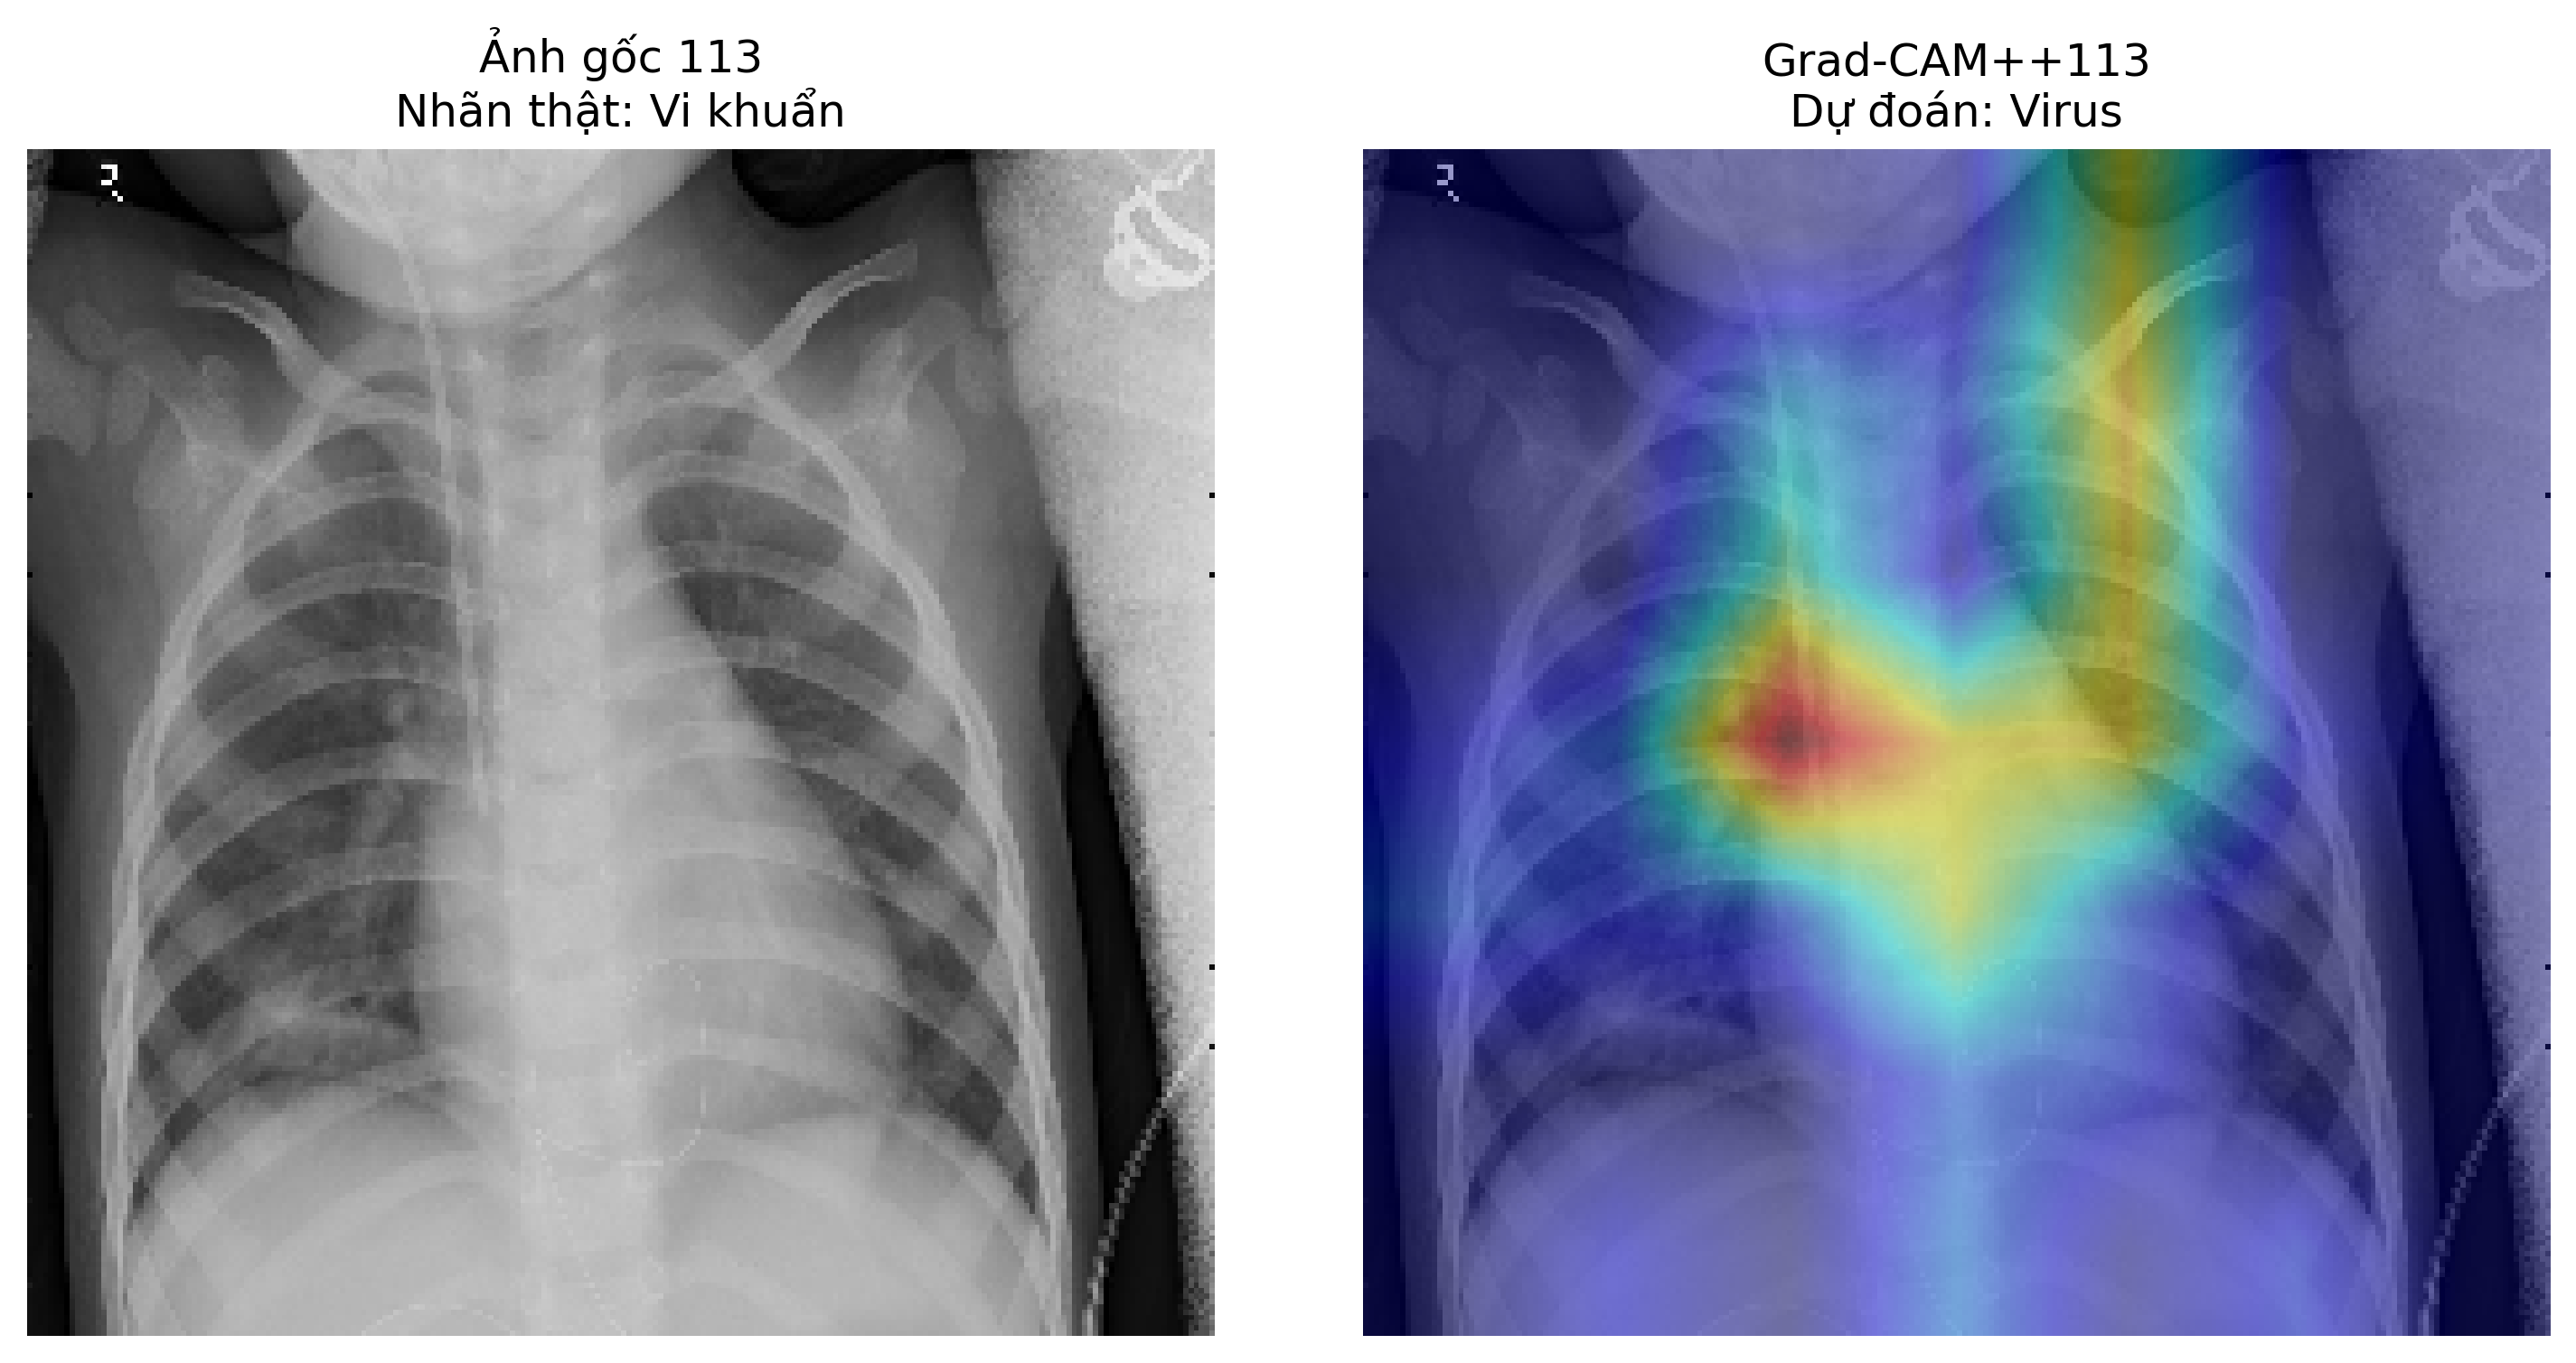 Ảnh gốc 113
Nhãn thật: Vi khuẩn
Grad-CAM++113
Dự đoán: Virus